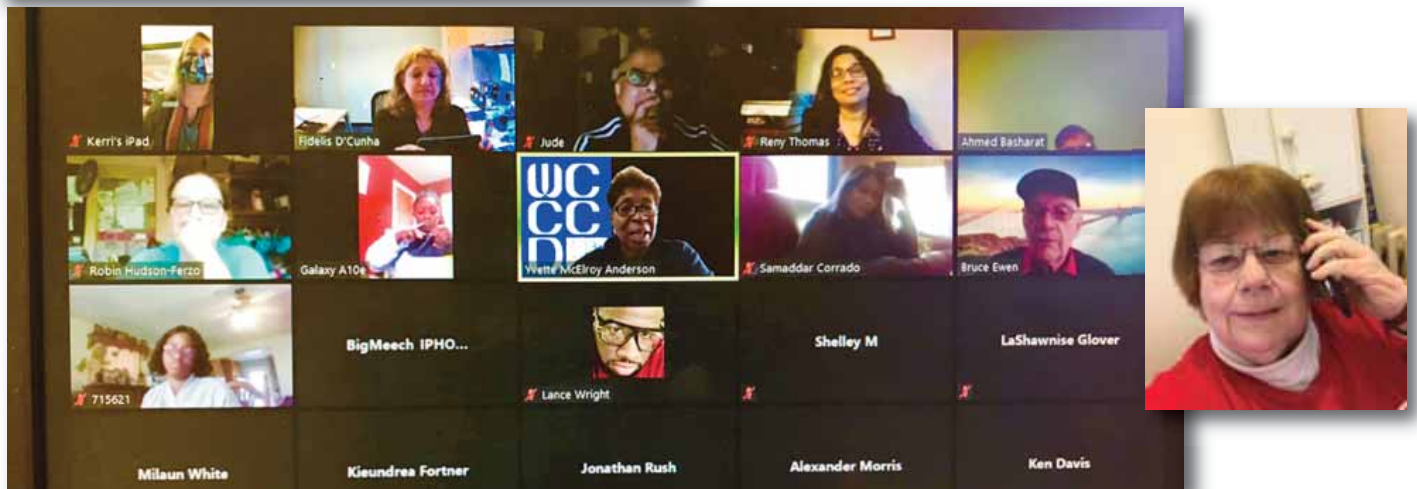 Kerri's iPad
Fidelis D'Cunha
Jude
Reny Thomas
Ahmed Basharat
WC
CC
D
Robin Hudson-Ferzo
Galaxy A10e
Yvette McElroy Anderson
Samaddar Corrado
Bruce Ewen
715621
BigMeech IPHO...
Lance Wright
Shelley M
LaShawnise Glover
Milaun White
Kieundrea Fortner
Jonathan Rush
Alexander Morris
Ken Davis